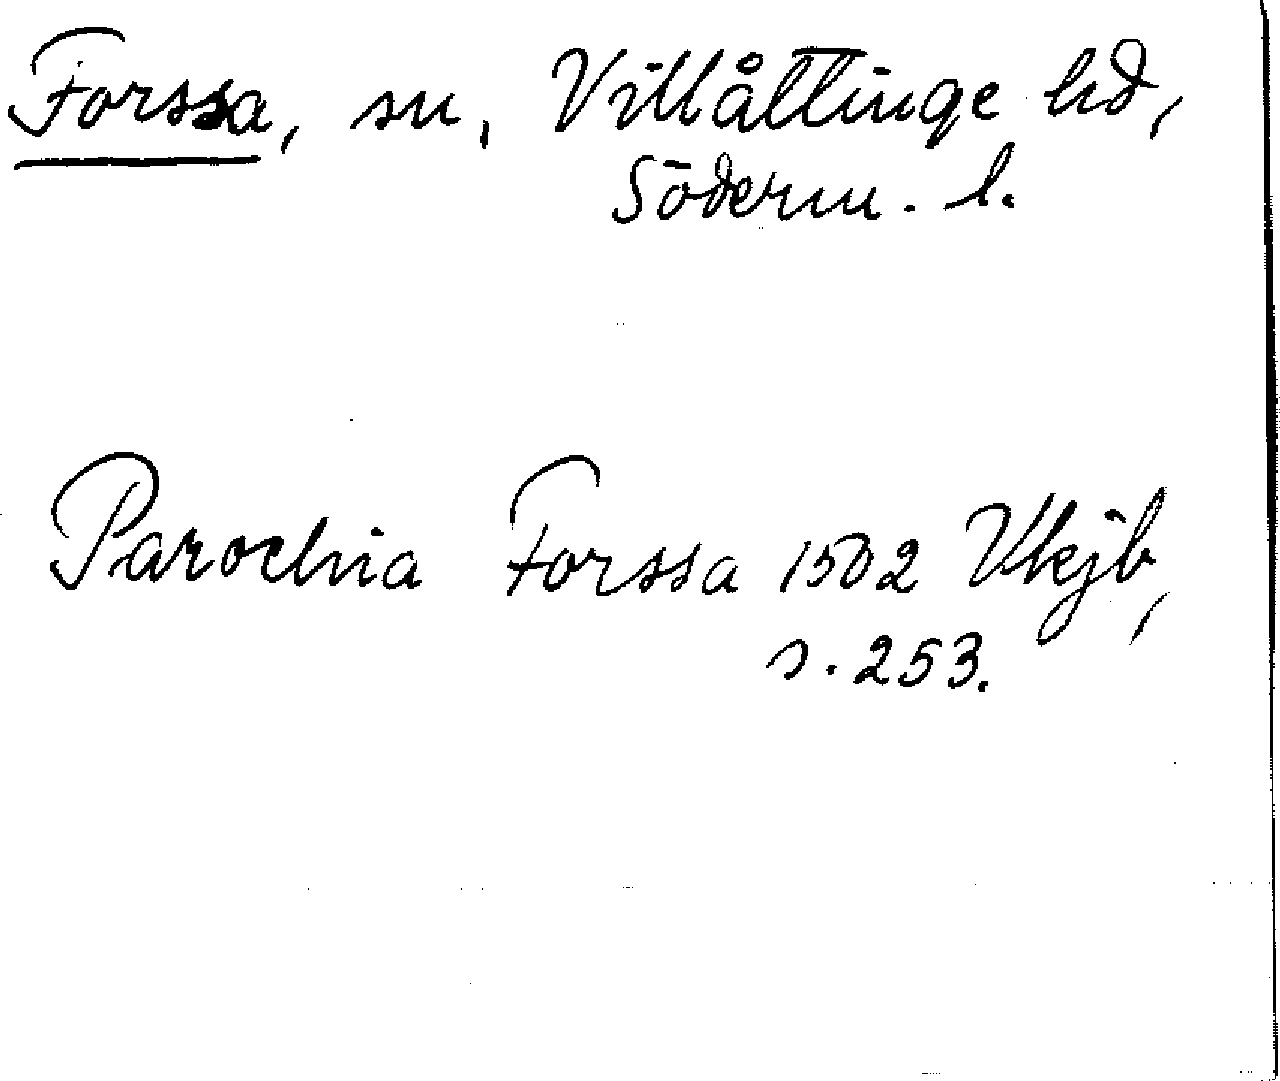 Forssa, sn, Villåttinge hd,
Söderm. l.
Parochia Forssa 1502 Vkjb,
s. 253.